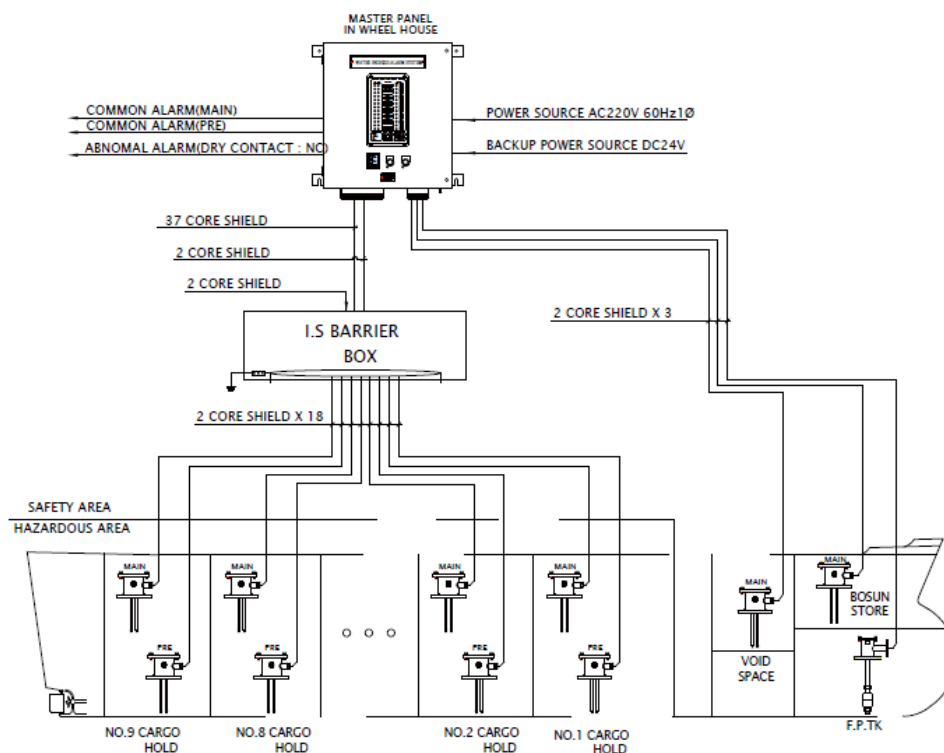 MASTER PANEL
IN WHEEL HOUSE
COMMON ALARM(MAIN)
COMMON ALARM(PRE)
ABNOMAL ALARM(DRY CONTACT : NO)
POWER SOURCE AC220V 60Hz1Ø
BACKUP POWER SOURCE DC24V
37 CORE SHIELD
2 CORE SHIELD
2 CORE SHIELD
I.S BARRIER
BOX
2 CORE SHIELD X 3
2 CORE SHIELD X 18
SAFETY AREA
HAZARDOUS AREA
MAIN
MAIN
MAIN
MAIN
MAIN
MAIN
BOSUN
STORE
PRE
PRE
PRE
PRE
VOID
SPACE
F.P.TK
NO.9 CARGO
HOLD
NO.8 CARGO
HOLD
NO.2 CARGO
HOLD
NO.1 CARGO
HOLD